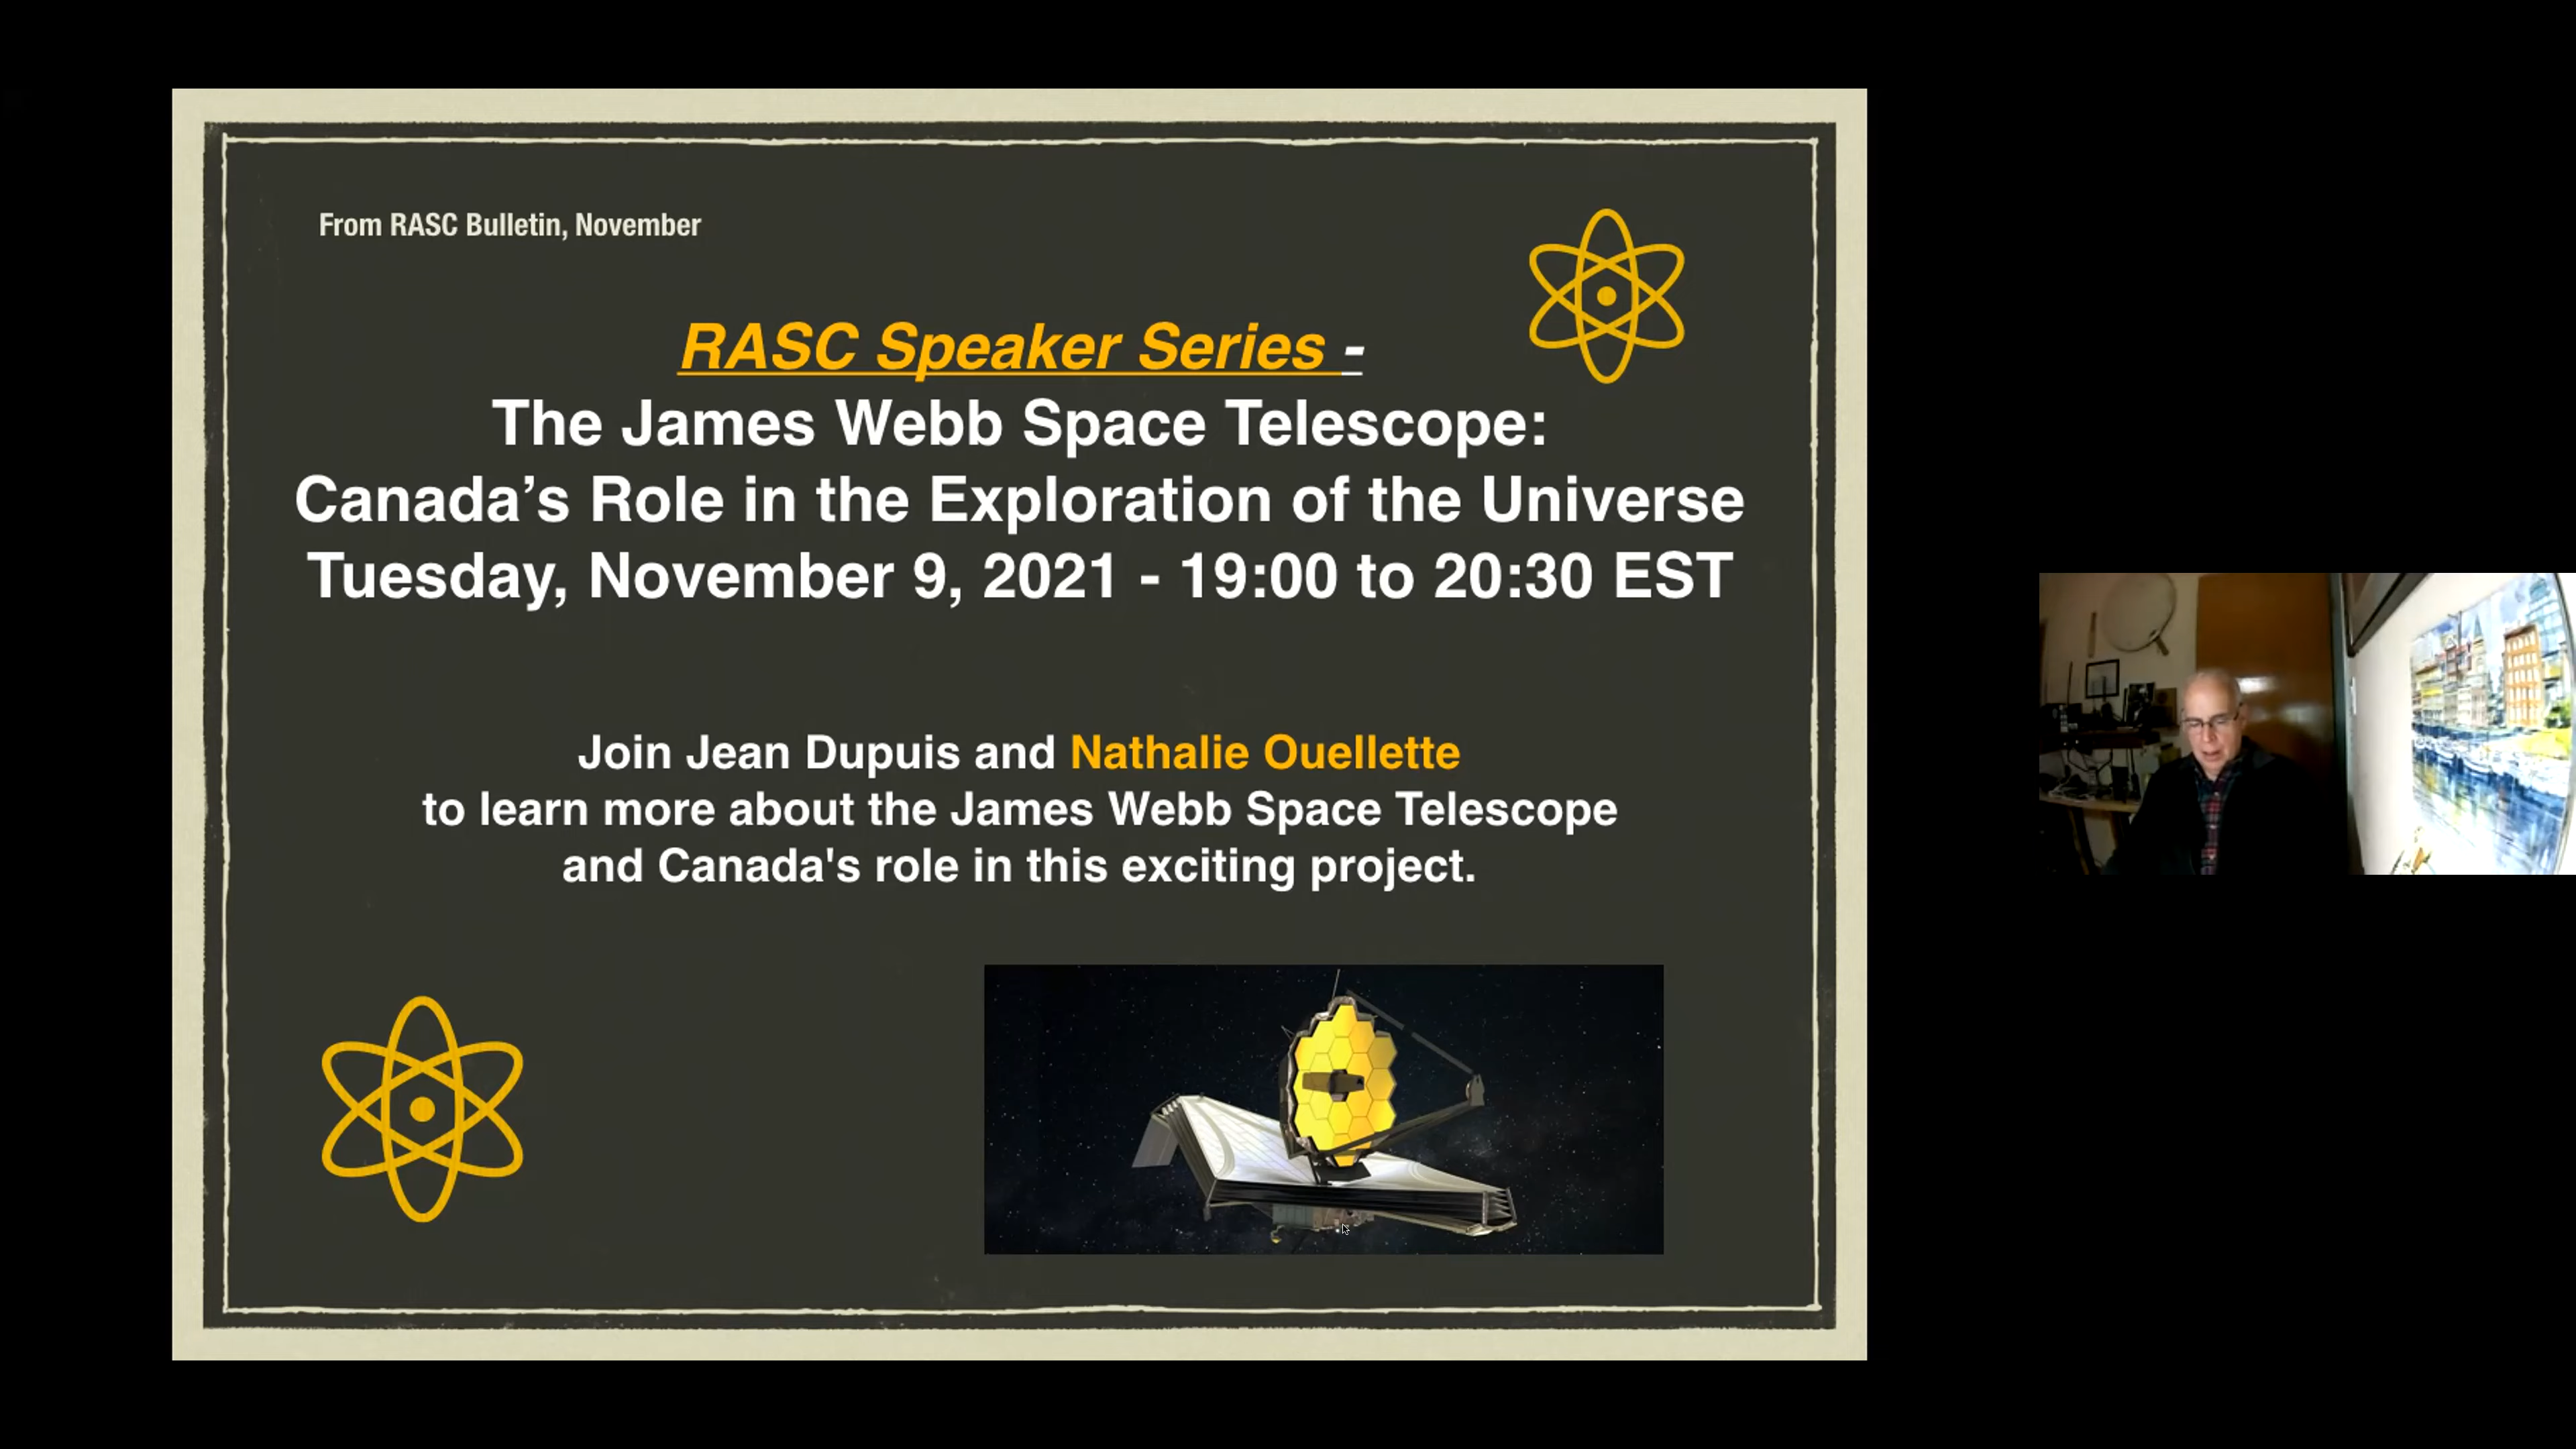 From RASC Bulletin, November
RASC Speaker Series -
The James Webb Space Telescope:
Canada’s Role in the Exploration of the Universe
Tuesday, November 9, 2021 - 19:00 to 20:30 EST
Join Jean Dupuis and Nathalie Ouellette
to learn more about the James Webb Space Telescope
and Canada's role in this exciting project.